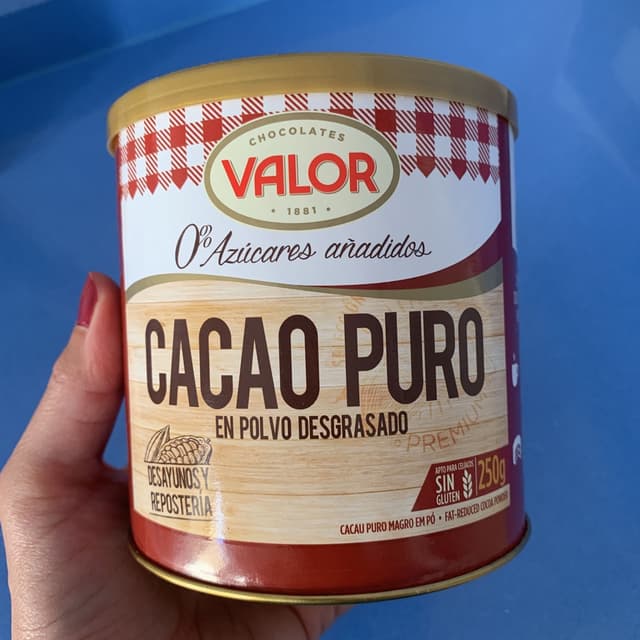 CHOCOLATES
VALOR
• 1881 •
0% Azúcares añadidos
CACAO PURO
EN POLVO DESGRASADO
PREMIUM
DESAYUNOS Y
REPOSTERÍA
APTO PARA CELIACOS
SIN
GLUTEN
250g
CACAU PURO MAGRO EM PÓ • FAT-REDUCED COCOA POWDER